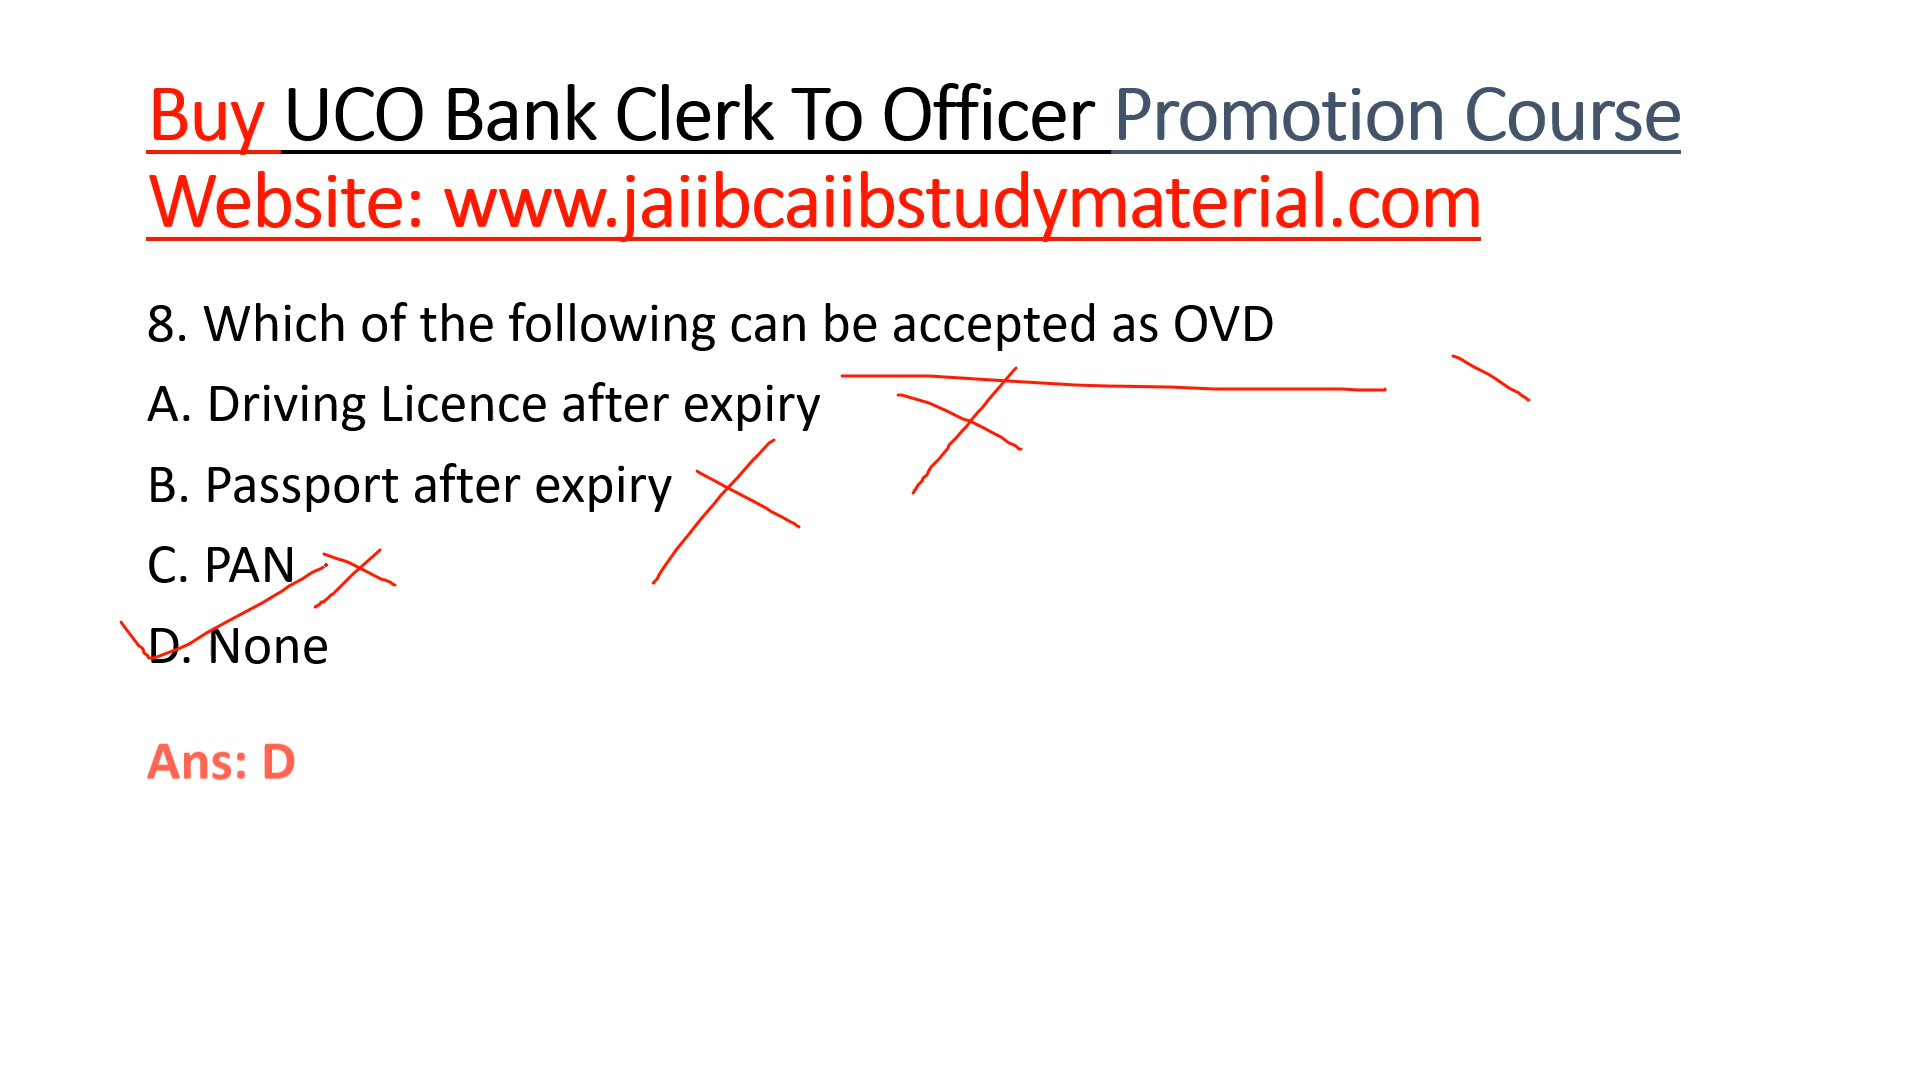 Buy UCO Bank Clerk To Officer Promotion Course
Website: www.jaiibcaiibstudymaterial.com
8. Which of the following can be accepted as OVD
A. Driving Licence after expiry
B. Passport after expiry
C. PAN
D. None
Ans: D